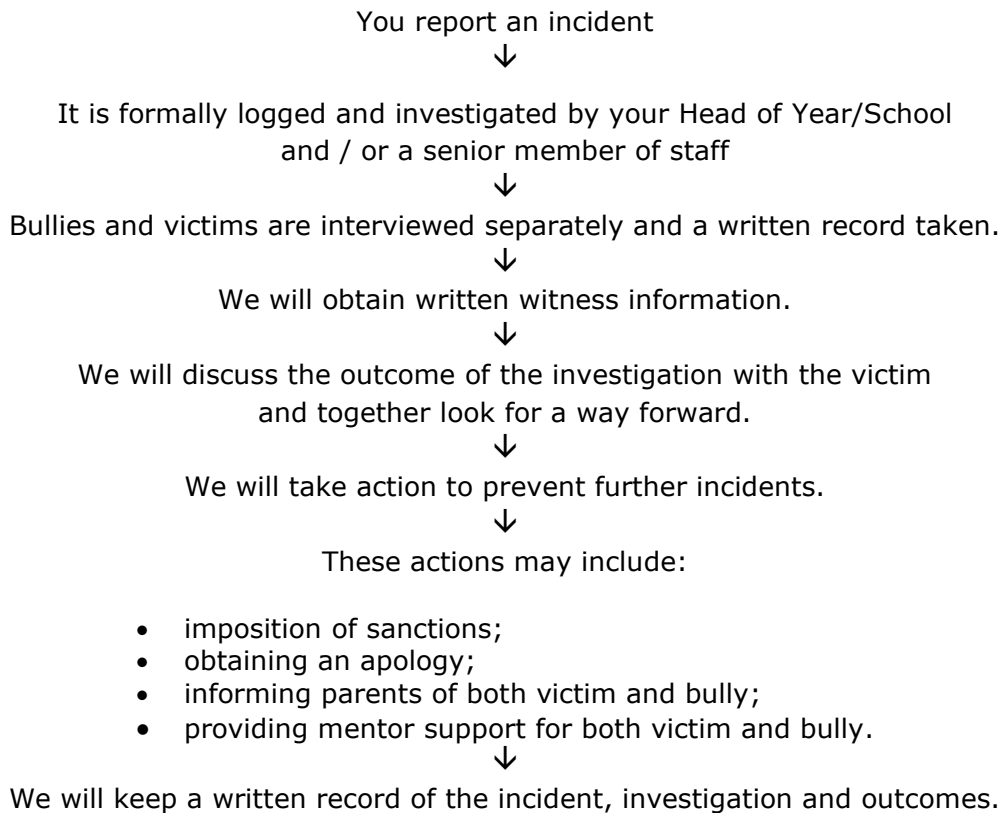 You report an incident
↓
It is formally logged and investigated by your Head of Year/School
and / or a senior member of staff
↓
Bullies and victims are interviewed separately and a written record taken.
↓
We will obtain written witness information.
↓
We will discuss the outcome of the investigation with the victim
and together look for a way forward.
↓
We will take action to prevent further incidents.
↓
These actions may include:
• imposition of sanctions;
• obtaining an apology;
• informing parents of both victim and bully;
• providing mentor support for both victim and bully.
↓
We will keep a written record of the incident, investigation and outcomes.